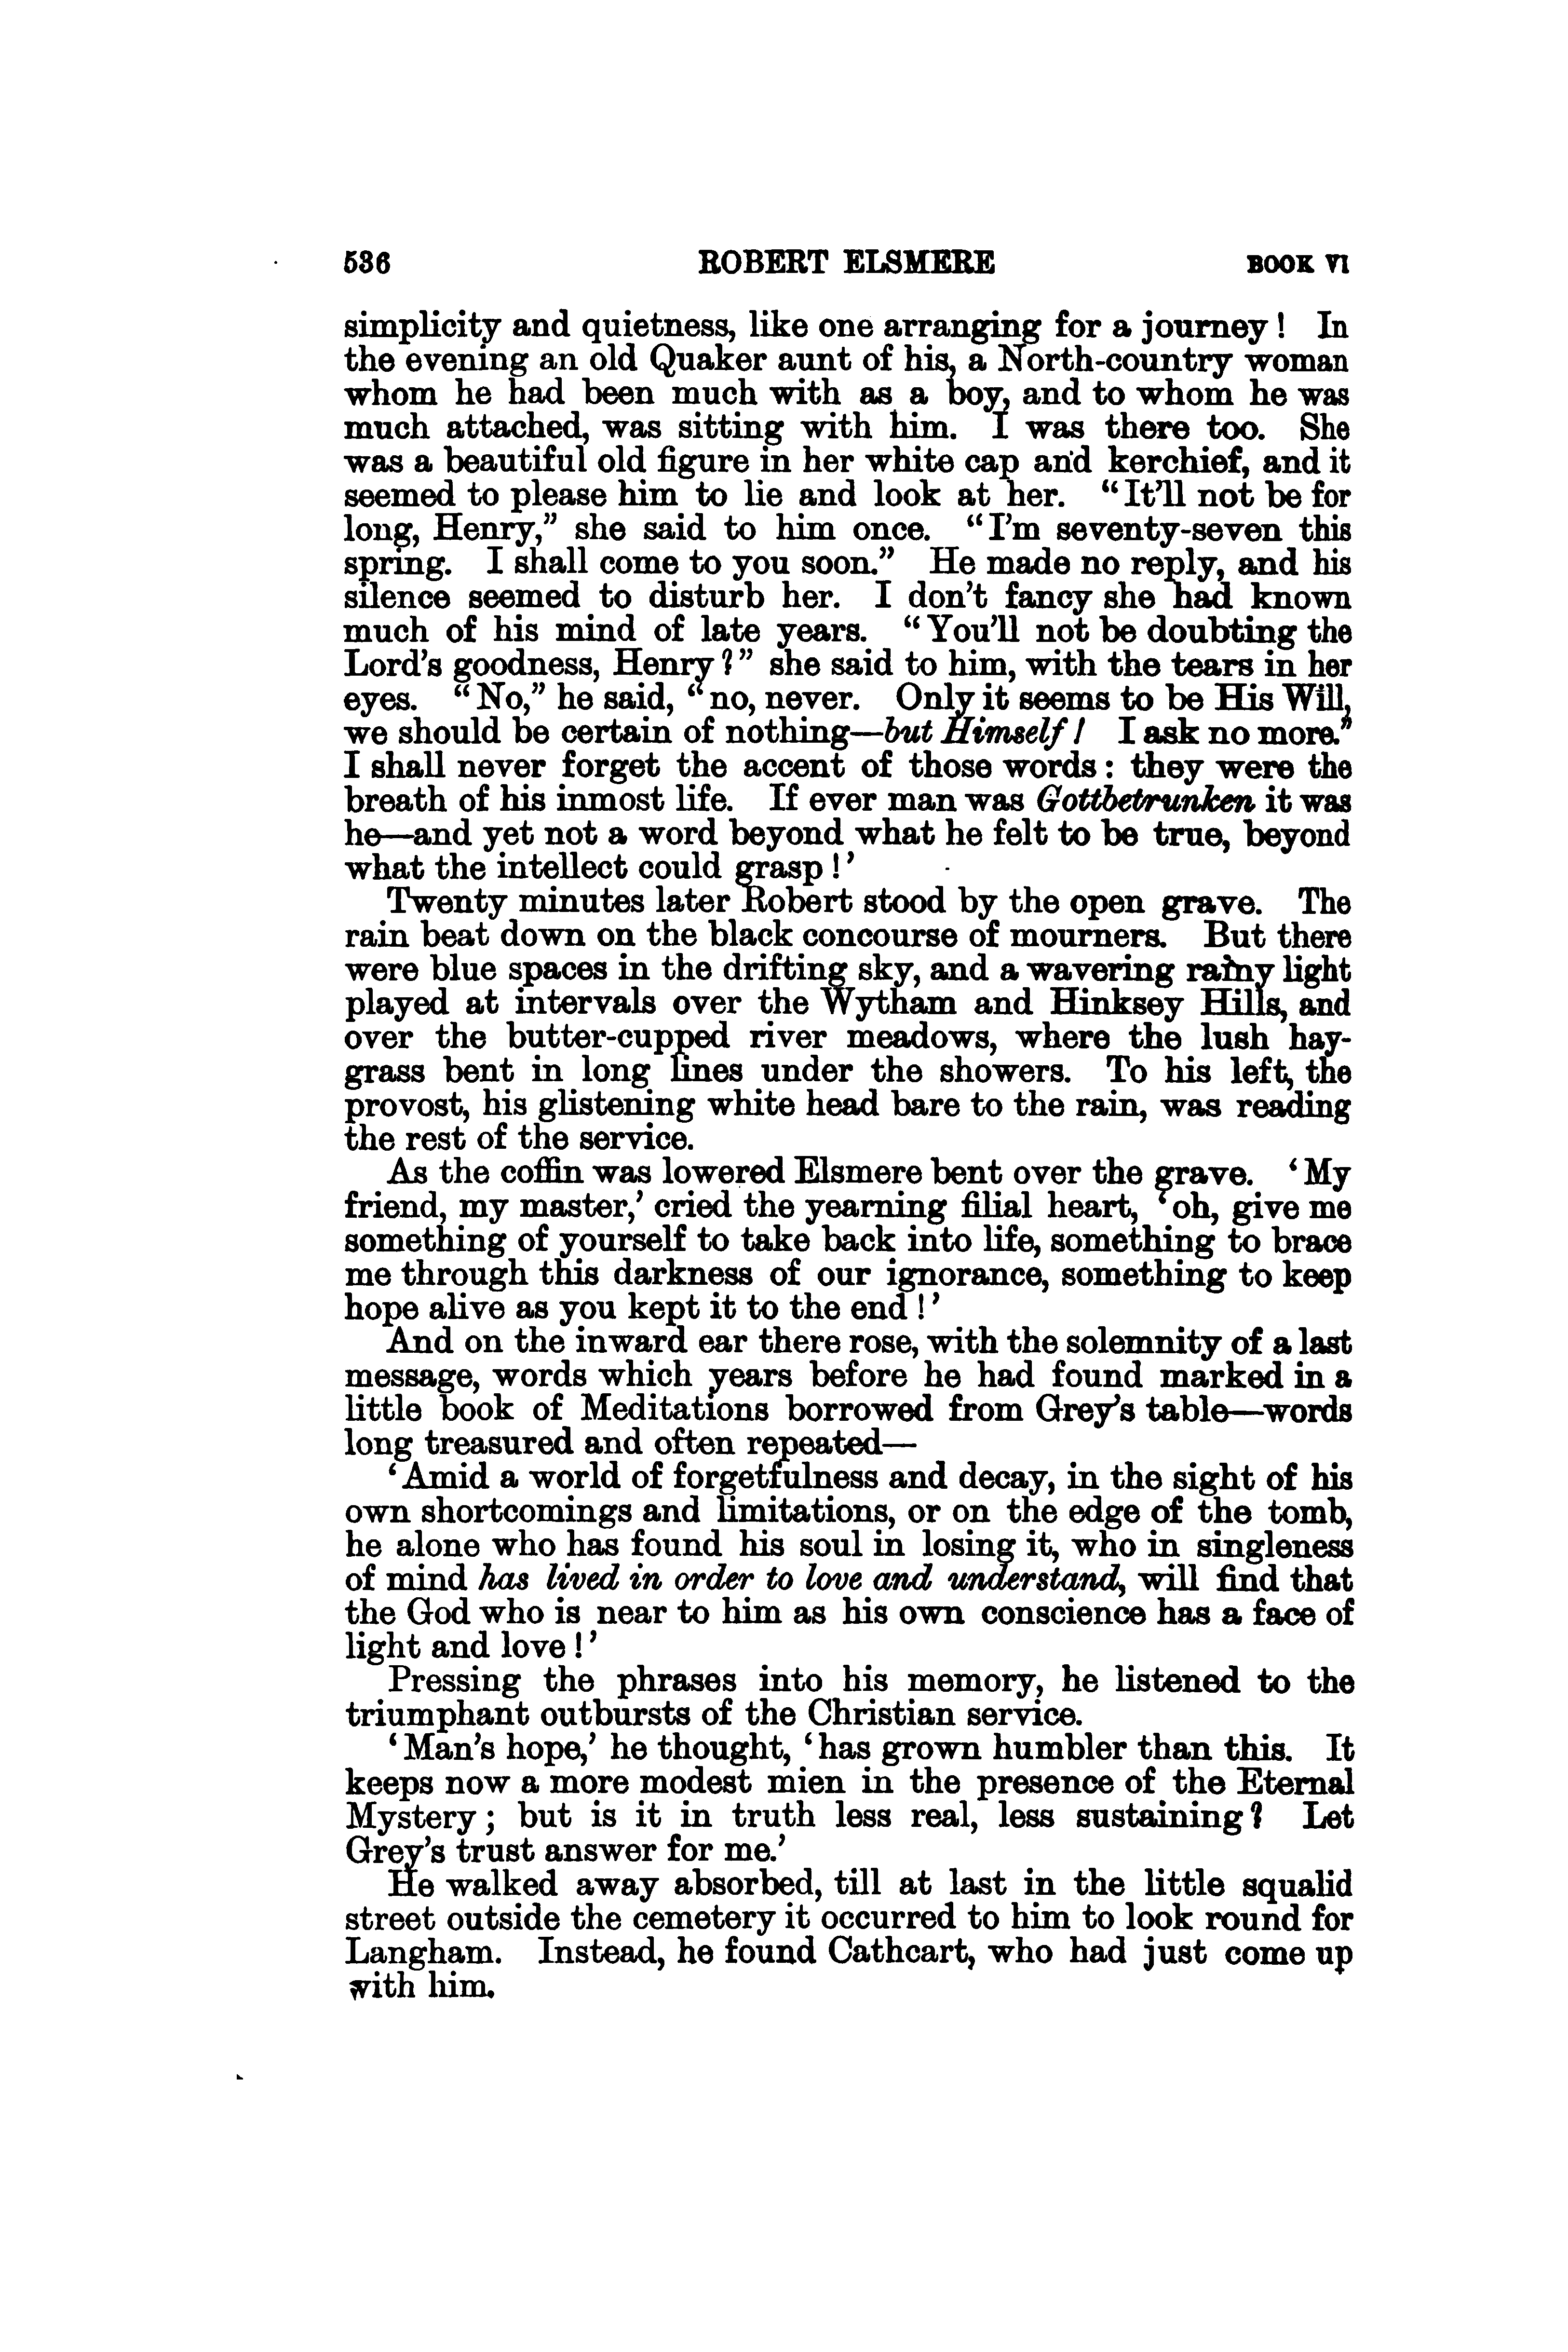 536 ROBERT ELSMERE BOOK VI
simplicity and quietness, like one arranging for a journey! In
the evening an old Quaker aunt of his, a North-country woman
whom he had been much with as a boy, and to whom he was
much attached, was sitting with him. I was there too. She
was a beautiful old figure in her white cap and kerchief, and it
seemed to please him to lie and look at her. “It’ll not be for
long, Henry,” she said to him once. “I’m seventy-seven this
spring. I shall come to you soon.” He made no reply, and his
silence seemed to disturb her. I don’t fancy she had known
much of his mind of late years. “You’ll not be doubting the
Lord’s goodness, Henry?” she said to him, with the tears in her
eyes. “No,” he said, “no, never. Only it seems to be His Will,
we should be certain of nothing—but Himself! I ask no more.”
I shall never forget the accent of those words: they were the
breath of his inmost life. If ever man was Gottbetrunken it was
he—and yet not a word beyond what he felt to be true, beyond
what the intellect could grasp!’
Twenty minutes later Robert stood by the open grave. The
rain beat down on the black concourse of mourners. But there
were blue spaces in the drifting sky, and a wavering rainy light
played at intervals over the Wytham and Hinksey Hills, and
over the butter-cupped river meadows, where the lush hay-
grass bent in long lines under the showers. To his left, the
provost, his glistening white head bare to the rain, was reading
the rest of the service.
As the coffin was lowered Elsmere bent over the grave. ‘My
friend, my master,’ cried the yearning filial heart, ‘oh, give me
something of yourself to take back into life, something to brace
me through this darkness of our ignorance, something to keep
hope alive as you kept it to the end!’
And on the inward ear there rose, with the solemnity of a last
message, words which years before he had found marked in a
little book of Meditations borrowed from Grey’s table—words
long treasured and often repeated—
‘Amid a world of forgetfulness and decay, in the sight of his
own shortcomings and limitations, or on the edge of the tomb,
he alone who has found his soul in losing it, who in singleness
of mind has lived in order to love and understand, will find that
the God who is near to him as his own conscience has a face of
light and love!’
Pressing the phrases into his memory, he listened to the
triumphant outbursts of the Christian service.
‘Man’s hope,’ he thought, ‘has grown humbler than this. It
keeps now a more modest mien in the presence of the Eternal
Mystery; but is it in truth less real, less sustaining? Let
Grey’s trust answer for me.’
He walked away absorbed, till at last in the little squalid
street outside the cemetery it occurred to him to look round for
Langham. Instead, he found Cathcart, who had just come up
with him.